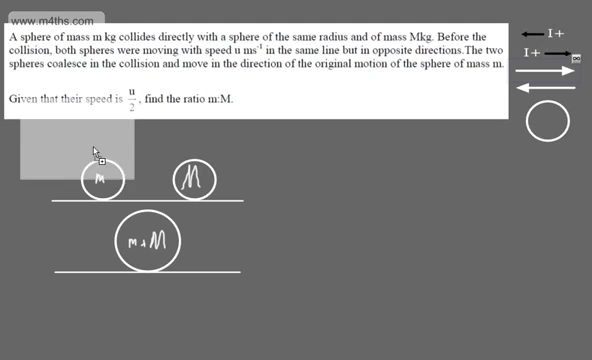 www.m4ths.com
A sphere of mass m kg collides directly with a sphere of the same radius and of mass Mkg. Before the
collision, both spheres were moving with speed u ms⁻¹ in the same line but in opposite directions.The two
spheres coalesce in the collision and move in the direction of the original motion of the sphere of mass m.
Given that their speed is u/2, find the ratio m:M.
I+
I+
m
M
m+M